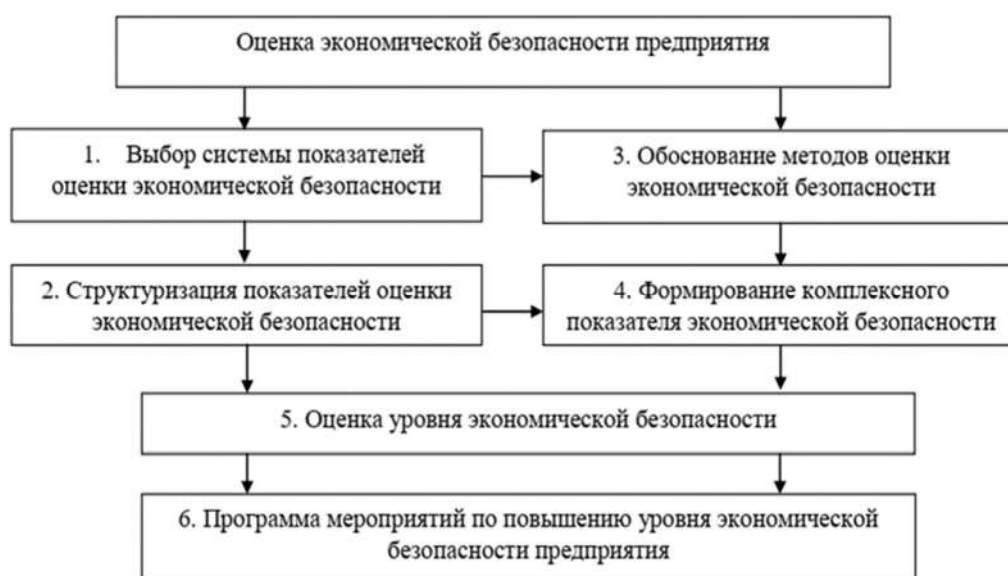 Оценка экономической безопасности предприятия
1. Выбор системы показателей
оценки экономической безопасности
3. Обоснование методов оценки
экономической безопасности
2. Структуризация показателей оценки
экономической безопасности
4. Формирование комплексного
показателя экономической безопасности
5. Оценка уровня экономической безопасности
6. Программа мероприятий по повышению уровня экономической
безопасности предприятия